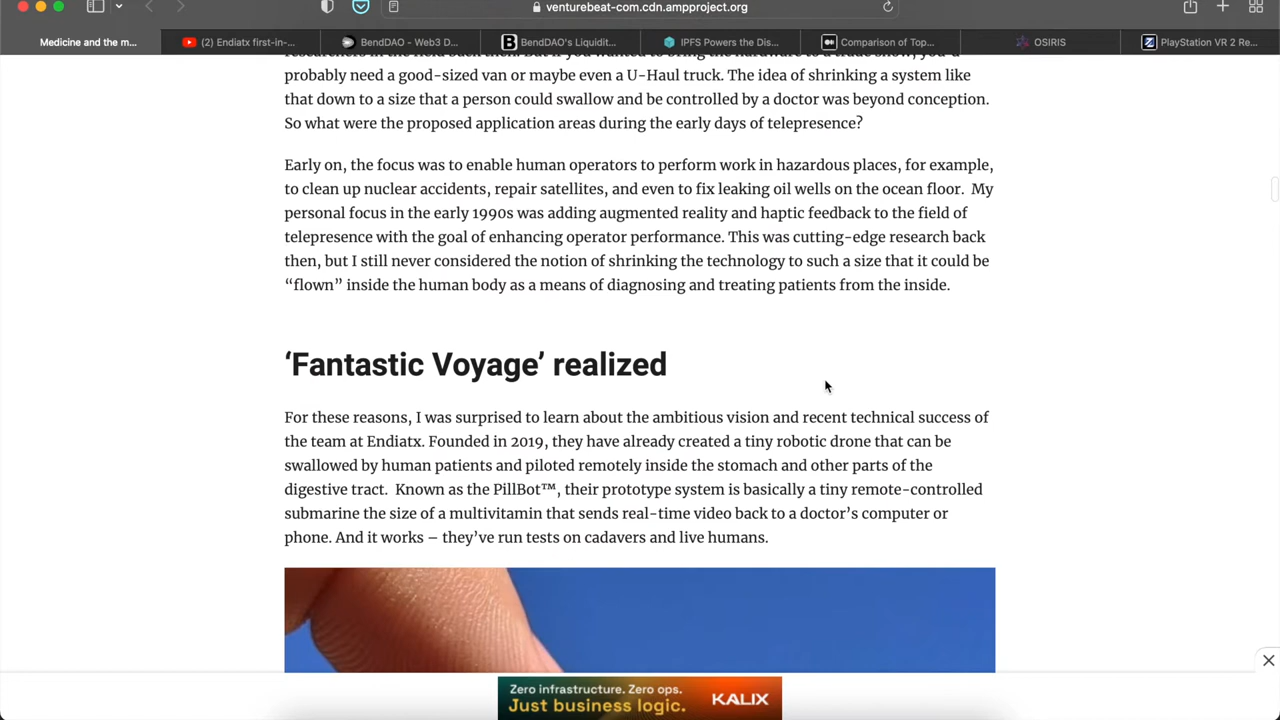 venturebeat-com.cdn.ampproject.org
Medicine and the m...
(2) Endiatx first-in-...
BendDAO - Web3 D...
BendDAO's Liquidit...
IPFS Powers the Dis...
Comparison of Top...
OSIRIS
PlayStation VR 2 Re...
probably need a good-sized van or maybe even a U-Haul truck. The idea of shrinking a system like
that down to a size that a person could swallow and be controlled by a doctor was beyond conception.
So what were the proposed application areas during the early days of telepresence?
Early on, the focus was to enable human operators to perform work in hazardous places, for example,
to clean up nuclear accidents, repair satellites, and even to fix leaking oil wells on the ocean floor.  My
personal focus in the early 1990s was adding augmented reality and haptic feedback to the field of
telepresence with the goal of enhancing operator performance. This was cutting-edge research back
then, but I still never considered the notion of shrinking the technology to such a size that it could be
“flown” inside the human body as a means of diagnosing and treating patients from the inside.
‘Fantastic Voyage’ realized
For these reasons, I was surprised to learn about the ambitious vision and recent technical success of
the team at Endiatx. Founded in 2019, they have already created a tiny robotic drone that can be
swallowed by human patients and piloted remotely inside the stomach and other parts of the
digestive tract.  Known as the PillBot™, their prototype system is basically a tiny remote-controlled
submarine the size of a multivitamin that sends real-time video back to a doctor’s computer or
phone. And it works – they’ve run tests on cadavers and live humans.
Zero infrastructure. Zero ops.
Just business logic.
KALIX